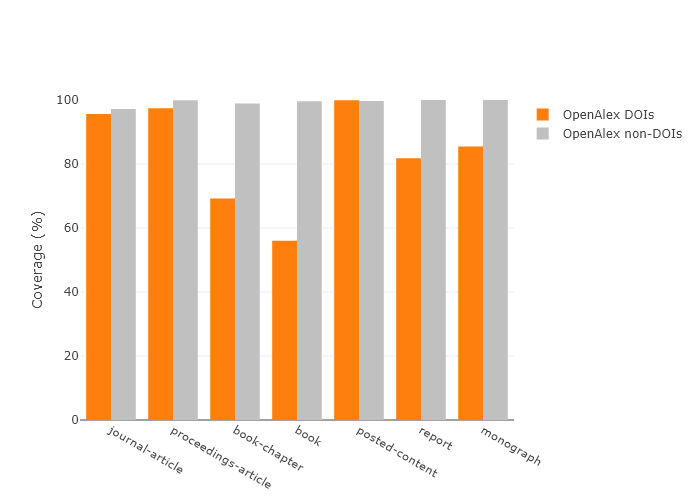 100
80
60
40
20
0
Coverage (%)
journal-article
proceedings-article
book-chapter
book
posted-content
report
monograph
OpenAlex DOIs
OpenAlex non-DOIs